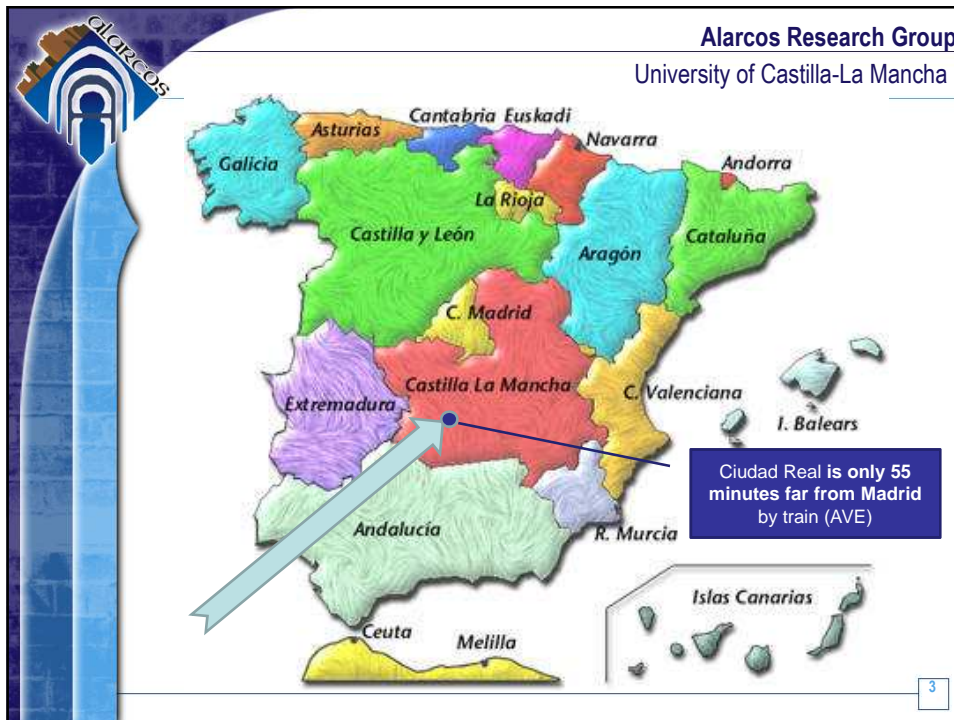 alarcos
Alarcos Research Group
University of Castilla-La Mancha
Cantabria Euskadi
Asturias
Navarra
Galicia
Andorra
La Rioja
Castilla y León
Aragón
Cataluña
C. Madrid
Castilla La Mancha
C. Valenciana
Extremadura
I. Balears
Ciudad Real is only 55
minutes far from Madrid
by train (AVE)
Andalucía
R. Murcia
Islas Canarias
Ceuta
Melilla
3